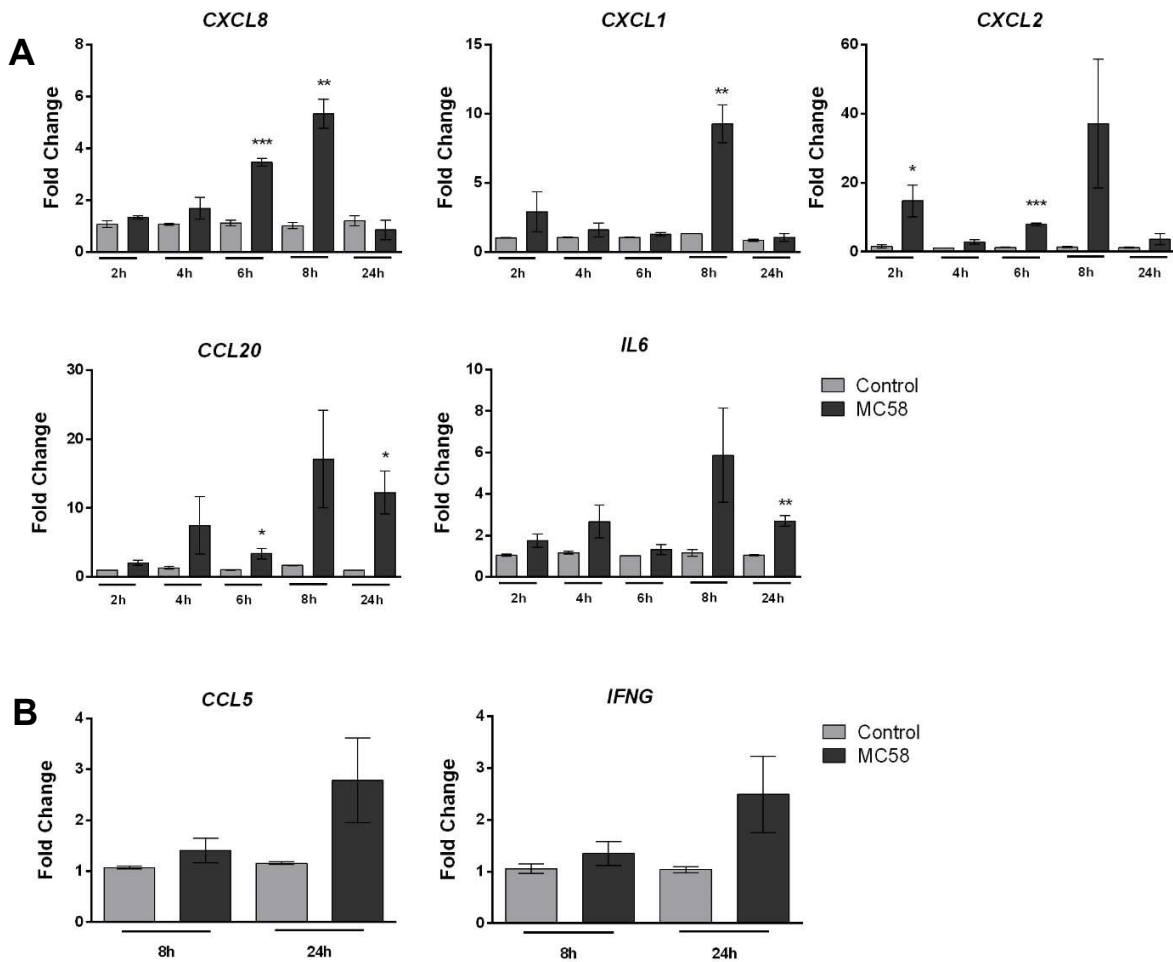 A
CXCL8
Fold Change
8
6
4
2
0
**
***
2h 4h 6h 8h 24h
CXCL1
Fold Change
15
10
5
0
**
2h 4h 6h 8h 24h
CXCL2
Fold Change
60
40
20
0
*
***
2h 4h 6h 8h 24h
CCL20
Fold Change
30
20
10
0
*
*
2h 4h 6h 8h 24h
IL6
Fold Change
10
8
6
4
2
0
**
2h 4h 6h 8h 24h
Control
MC58
B
CCL5
Fold Change
4
3
2
1
0
8h 24h
IFNG
Fold Change
4
3
2
1
0
8h 24h
Control
MC58